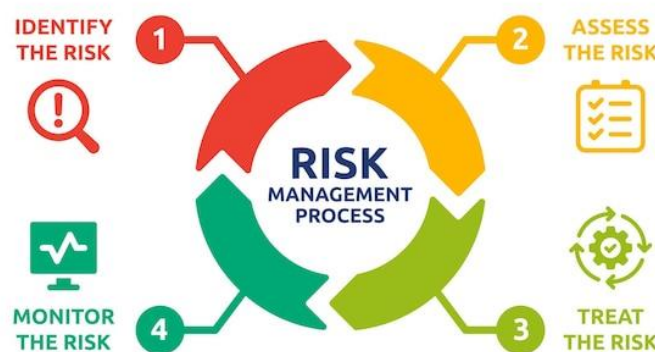 IDENTIFY
THE RISK
1
2
ASSESS
THE RISK
RISK
MANAGEMENT
PROCESS
MONITOR
THE RISK
4
3
TREAT
THE RISK